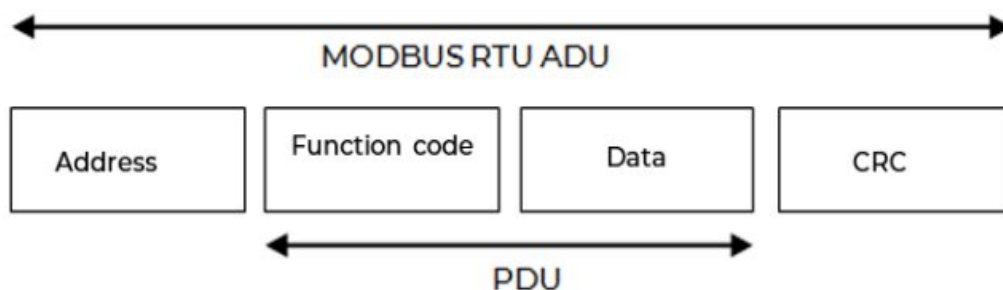 MODBUS RTU ADU
Address
Function code
Data
CRC
PDU